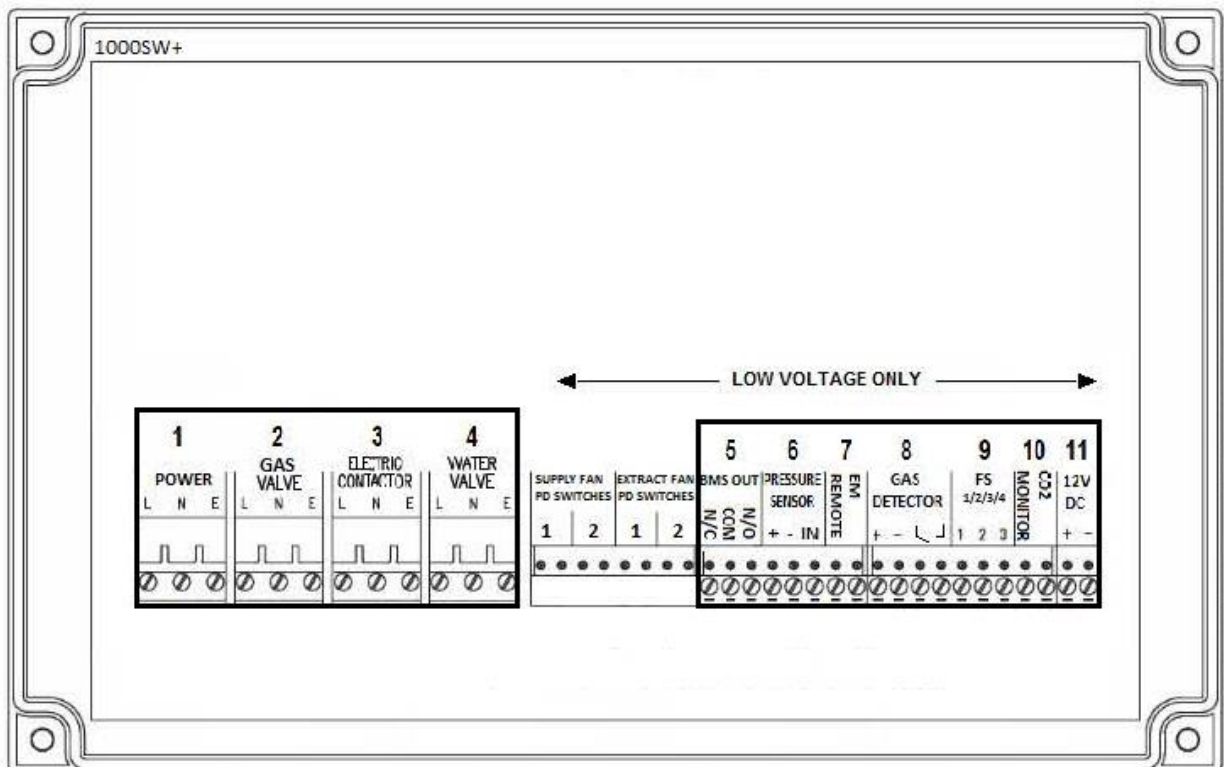 1000SW+
LOW VOLTAGE ONLY
1 2 3 4
POWER GAS VALVE ELECTRIC CONTACTOR WATER VALVE
L N E L N E L N E L N E
SUPPLY FAN PD SWITCHES EXTRACT FAN PD SWITCHES
1 2 1 2
5 6 7 8 9 10 11
BMS OUT PRESSURE SENSOR EM REMOTE GAS DETECTOR FS 1/2/3/4 CO2 MONITOR 12V DC
N/C COM N/O + - IN + - 1 2 3 + -